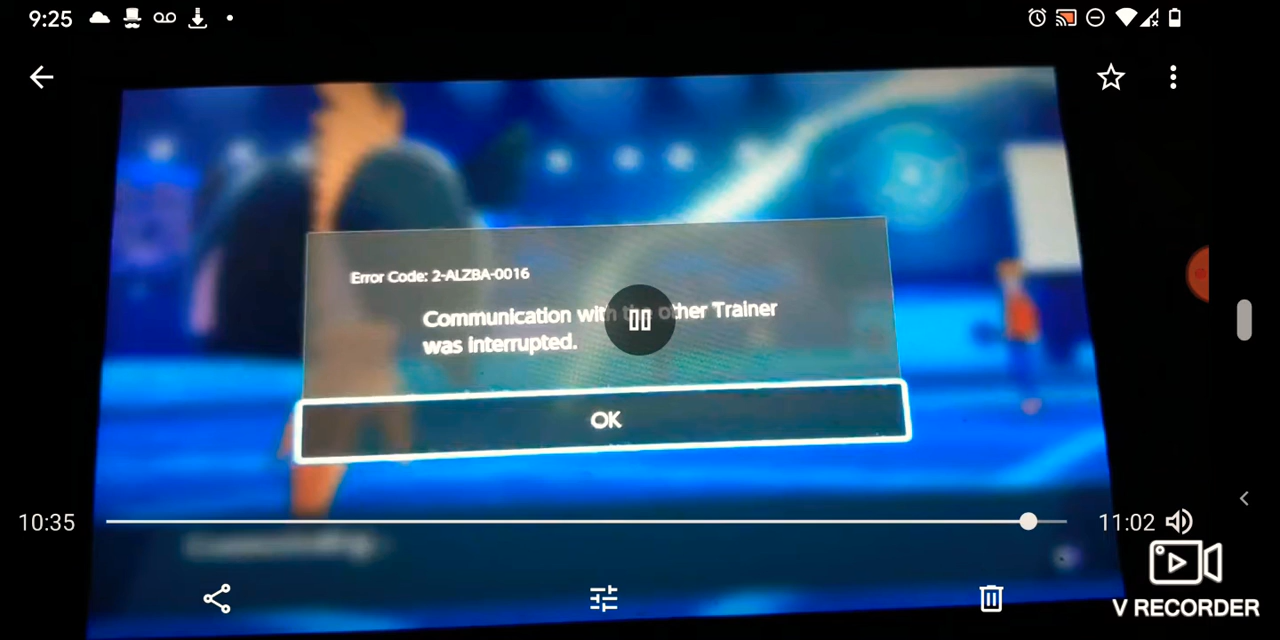 9:25
Error Code: 2-ALZBA-0016
Communication with the other Trainer
was interrupted.
OK
10:35
11:02
V RECORDER